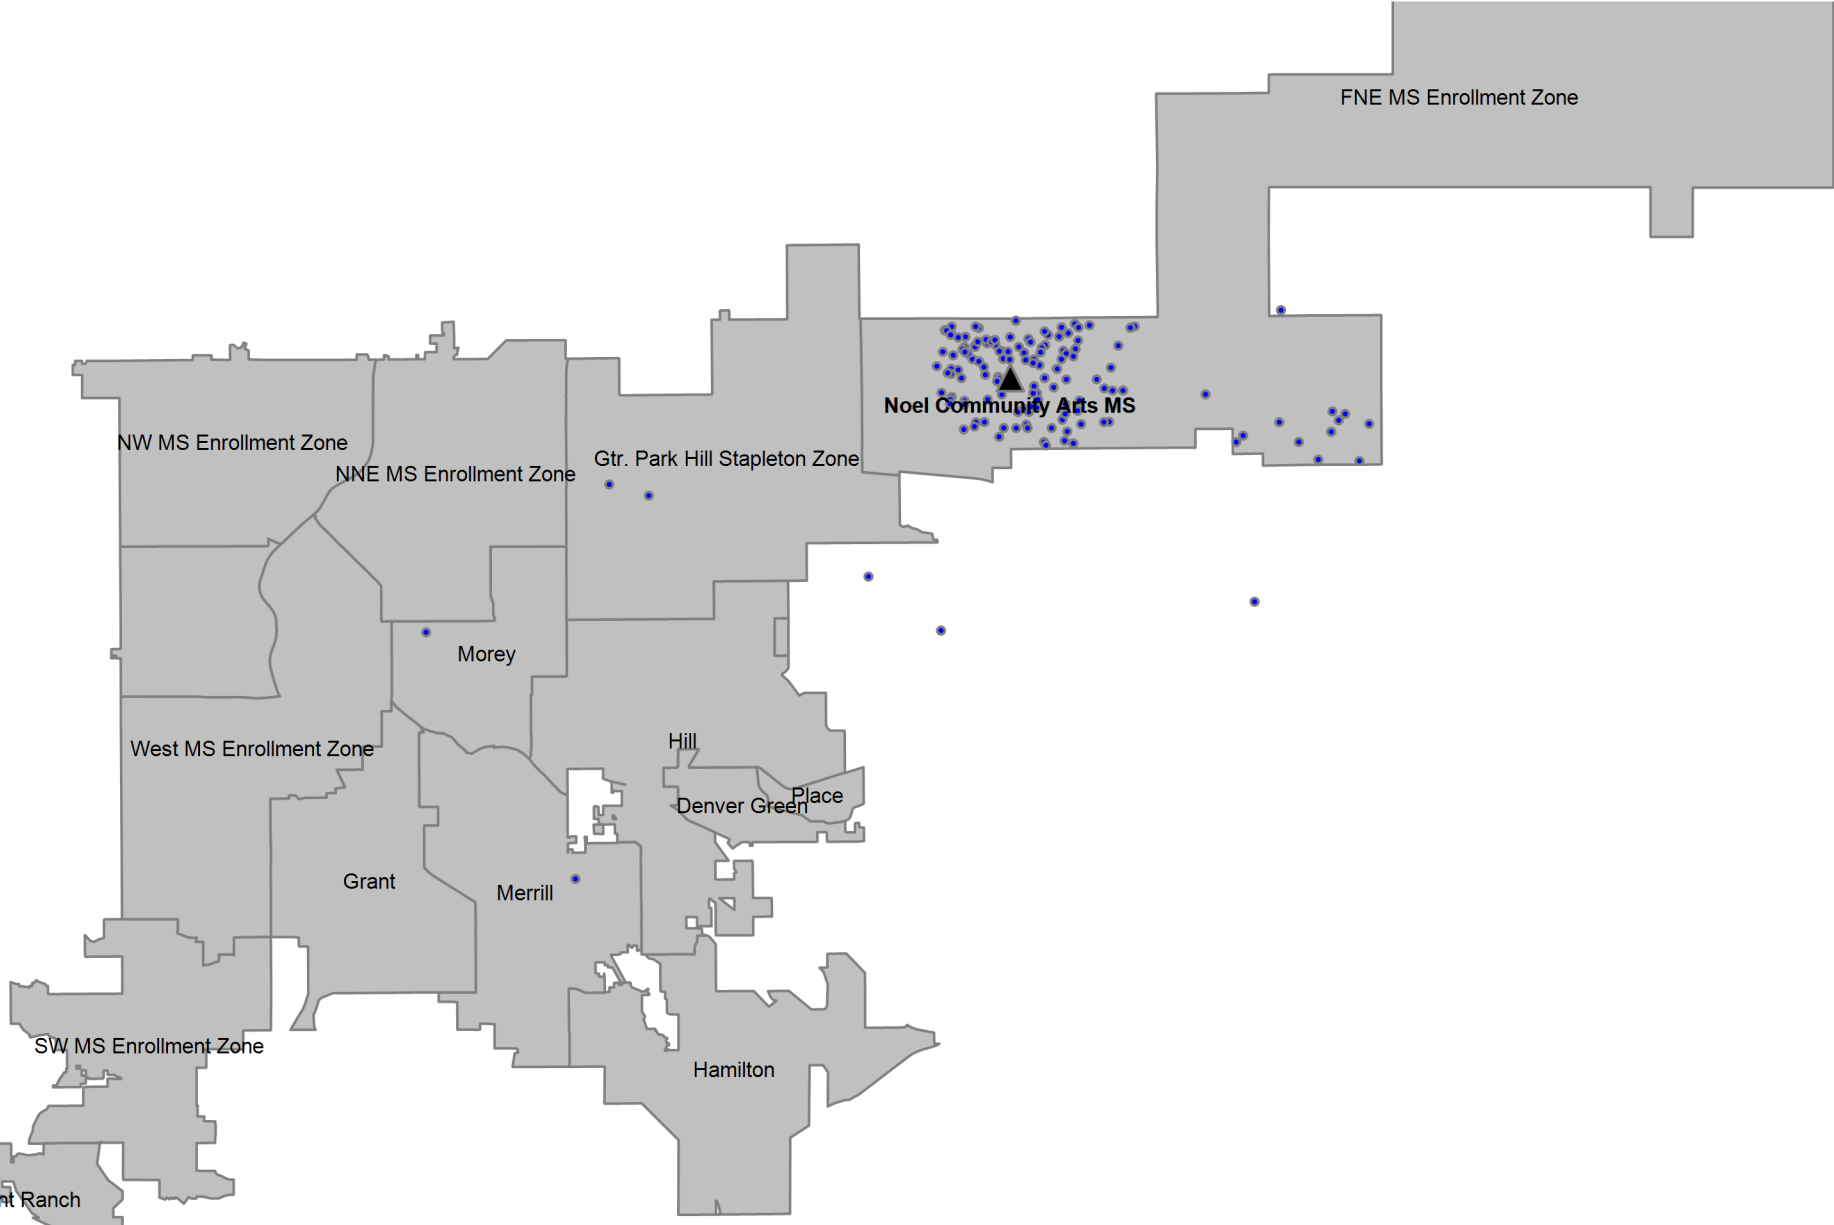 FNE MS Enrollment Zone
Noel Community Arts MS
NW MS Enrollment Zone
Gtr. Park Hill Stapleton Zone
NNE MS Enrollment Zone
Morey
Hill
West MS Enrollment Zone
Place
Denver Green
Grant
Merrill
SW MS Enrollment Zone
Hamilton
nt Ranch